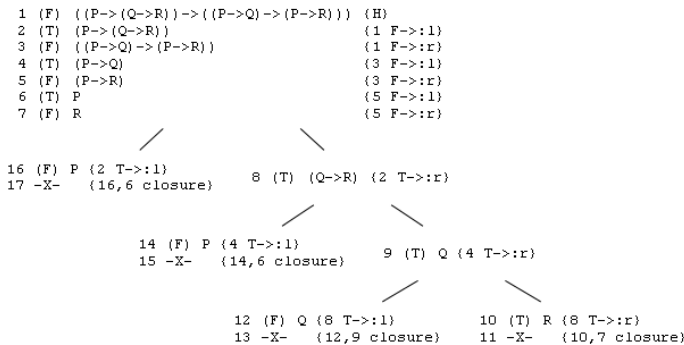 1 (F) ((P->(Q->R))->((P->Q)->(P->R))) {H}
2 (T) (P->(Q->R)) {1 F->:l}
3 (F) ((P->Q)->(P->R)) {1 F->:r}
4 (T) (P->Q) {3 F->:l}
5 (F) (P->R) {3 F->:r}
6 (T) P {5 F->:l}
7 (F) R {5 F->:r}
16 (F) P {2 T->:l}
17 -X- {16,6 closure}
8 (T) (Q->R) {2 T->:r}
14 (F) P {4 T->:l}
15 -X- {14,6 closure}
9 (T) Q {4 T->:r}
12 (F) Q {8 T->:l}
13 -X- {12,9 closure}
10 (T) R {8 T->:r}
11 -X- {10,7 closure}